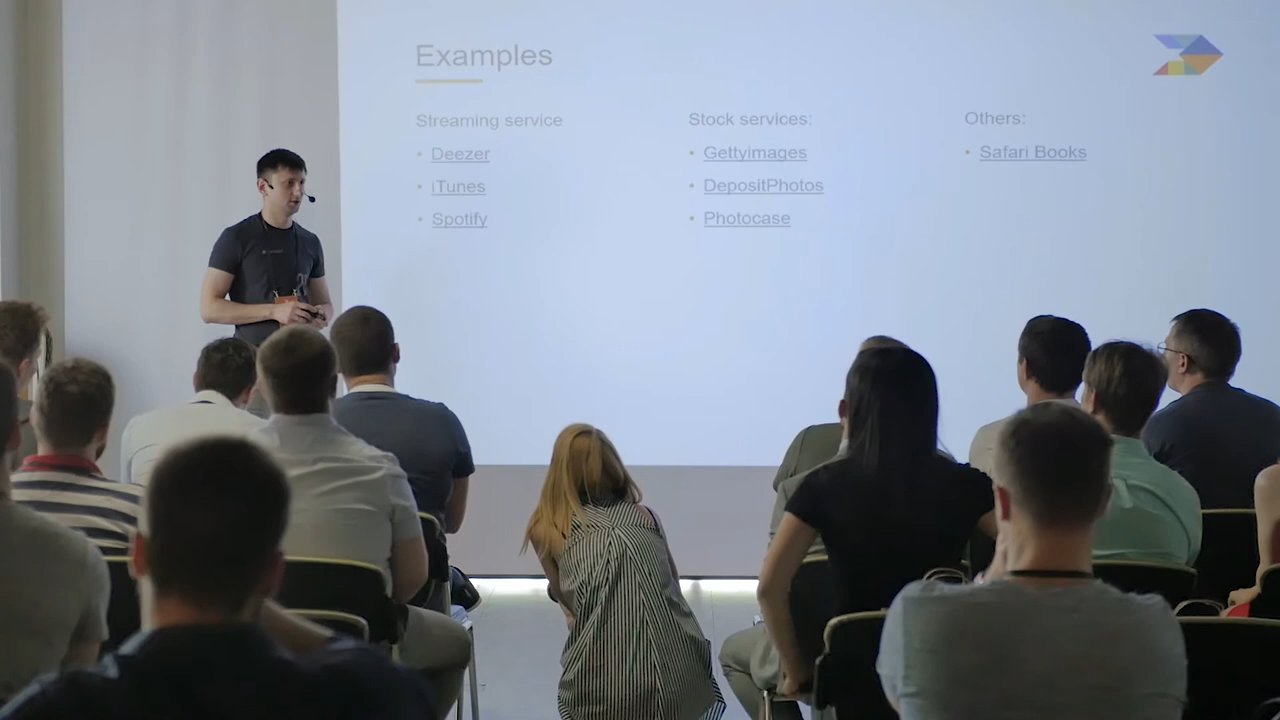 Examples
Streaming service
• Deezer
• iTunes
• Spotify
Stock services:
• Gettyimages
• DepositPhotos
• Photocase
Others:
• Safari Books